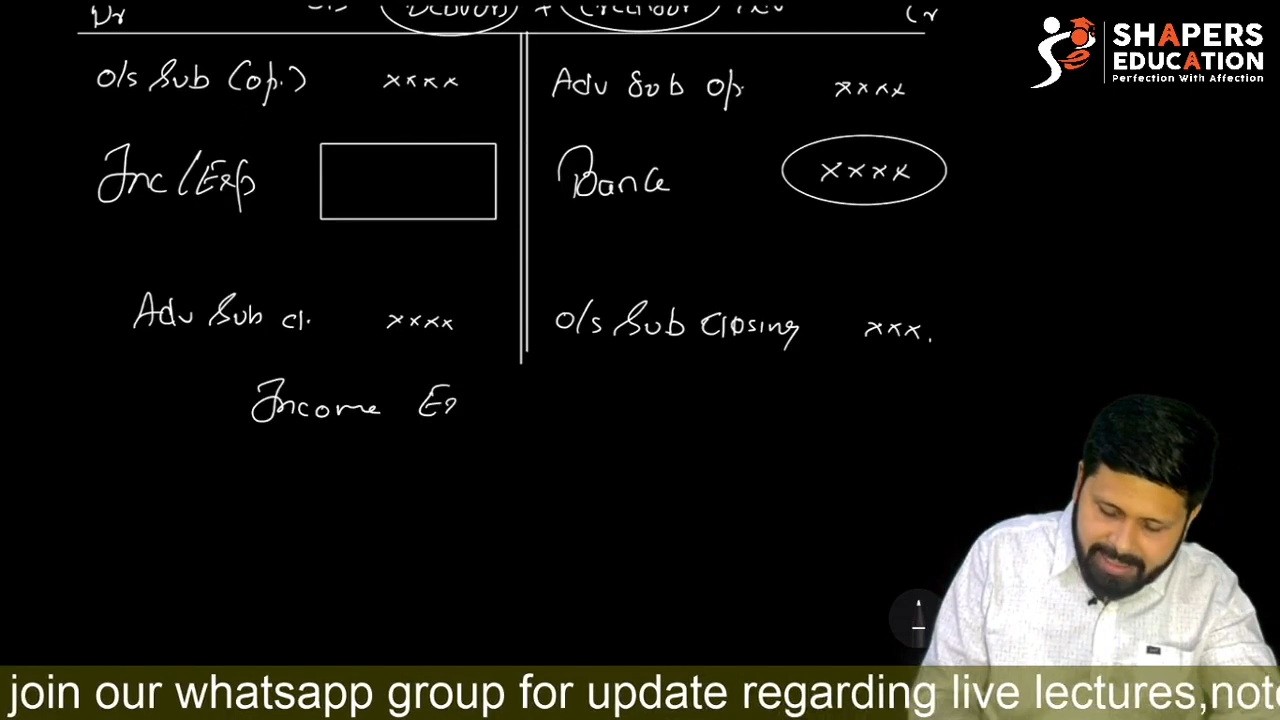 Dr Cr
O/s Sub (op.) xxxx Adv Sub op. xxxx
Inc/Exp Bank xxxx
Adv Sub cl. xxxx O/s Sub Closing xxx.
Income Ex
SHAPERS
EDUCATION
Perfection With Affection
join our whatsapp group for update regarding live lectures,note